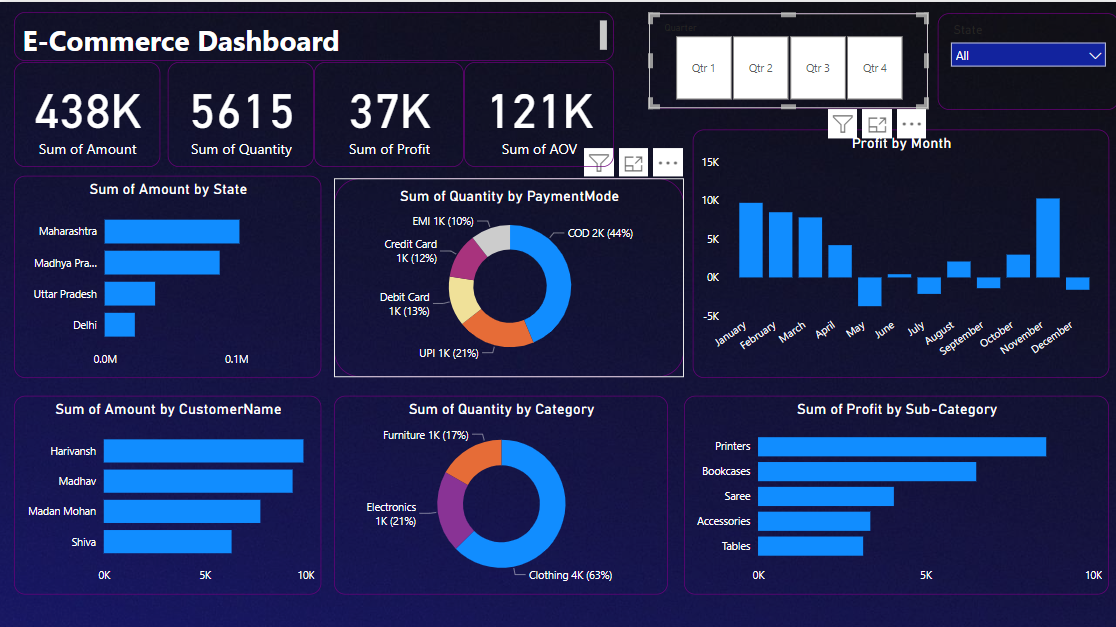 E-Commerce Dashboard
Quarter
Qtr 1
Qtr 2
Qtr 3
Qtr 4
State
All
438K
Sum of Amount
5615
Sum of Quantity
37K
Sum of Profit
121K
Sum of AOV
Sum of Amount by State
Maharashtra
Madhya Pra...
Uttar Pradesh
Delhi
0.0M
0.1M
Sum of Quantity by PaymentMode
EMI 1K (10%)
COD 2K (44%)
Credit Card
1K (12%)
Debit Card
1K (13%)
UPI 1K (21%)
Profit by Month
15K
10K
5K
0K
-5K
January
February
March
April
May
June
July
August
September
October
November
December
Sum of Amount by CustomerName
Harivansh
Madhav
Madan Mohan
Shiva
0K
5K
10K
Sum of Quantity by Category
Furniture 1K (17%)
Electronics
1K (21%)
Clothing 4K (63%)
Sum of Profit by Sub-Category
Printers
Bookcases
Saree
Accessories
Tables
0K
5K
10K